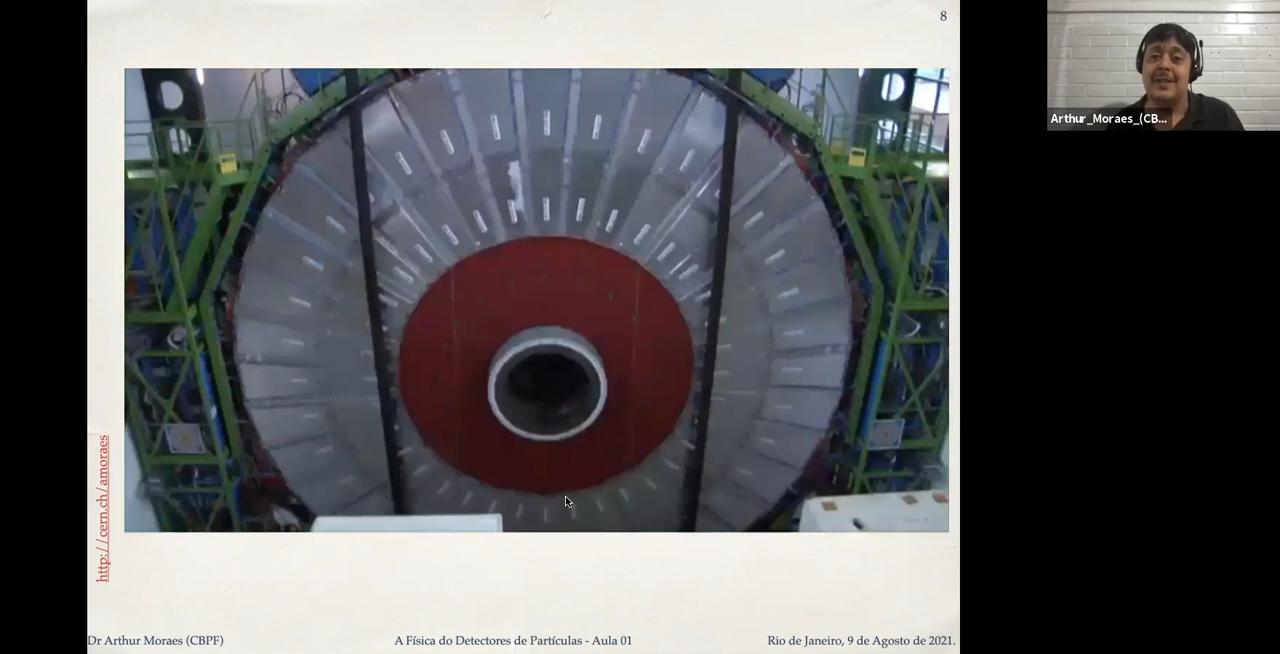 8
Arthur_Moraes_(CB...
http://cern.ch/amoraes
Dr Arthur Moraes (CBPF)
A Física do Detectores de Partículas - Aula 01
Rio de Janeiro, 9 de Agosto de 2021.